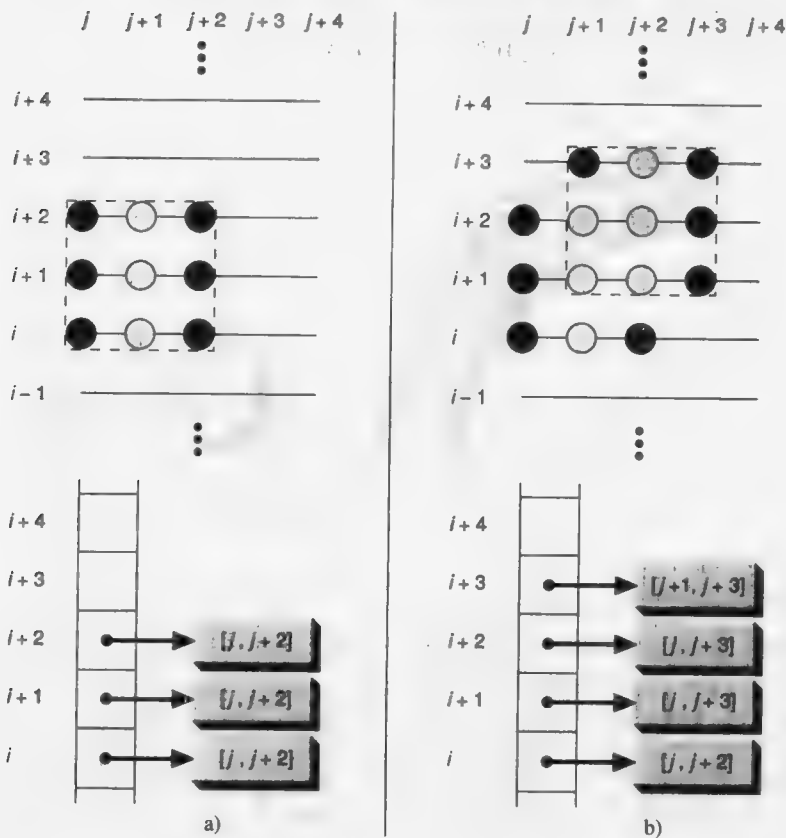 j j+1 j+2 j+3 j+4
i+4
i+3
i+2
i+1
i
i−1
i+4
i+3
i+2 [j, j+2]
i+1 [j, j+2]
i [j, j+2]
a)
j j+1 j+2 j+3 j+4
i+4
i+3
i+2
i+1
i
i−1
i+4
i+3 [j+1, j+3]
i+2 [j, j+3]
i+1 [j, j+3]
i [j, j+2]
b)